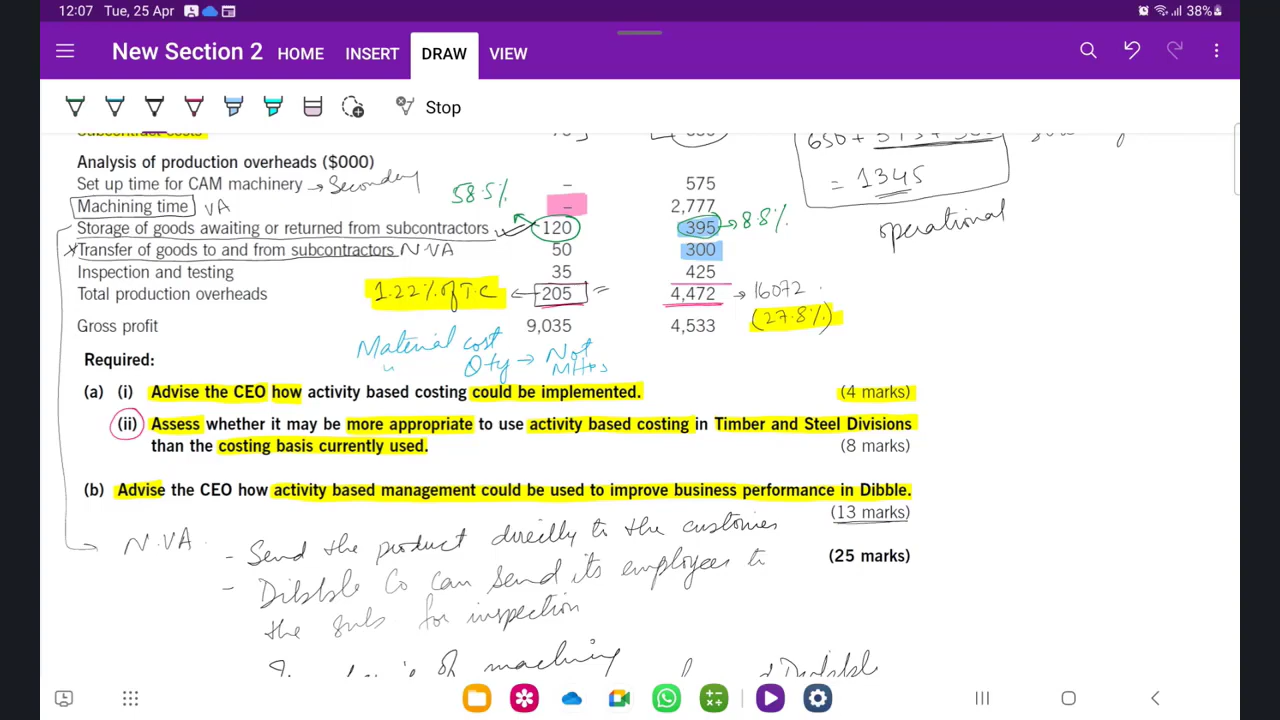 12:07 Tue, 25 Apr 38%
New Section 2 HOME INSERT DRAW VIEW
Stop
Subcontract costs
650 + 575 + 
= 1345
operational
Analysis of production overheads ($000)
Set up time for CAM machinery → Secondary – 575
58.5%
Machining time VA – 2,777
Storage of goods awaiting or returned from subcontractors 120 395 → 8.8%
Transfer of goods to and from subcontractors N.VA 50 300
Inspection and testing 35 425
Total production overheads 1.22% of T.C 205 = 4,472 → 16072
(27.8%)
Gross profit 9,035 4,533
Material cost
Qty → Not
MHrs
Required:
(a) (i) Advise the CEO how activity based costing could be implemented. (4 marks)
(ii) Assess whether it may be more appropriate to use activity based costing in Timber and Steel Divisions
than the costing basis currently used. (8 marks)
(b) Advise the CEO how activity based management could be used to improve business performance in Dibble.
(13 marks)
(25 marks)
N.VA
- Send the product direclly to the customes
- Dibble Co can send its employees to
the subs for inspection
of machining